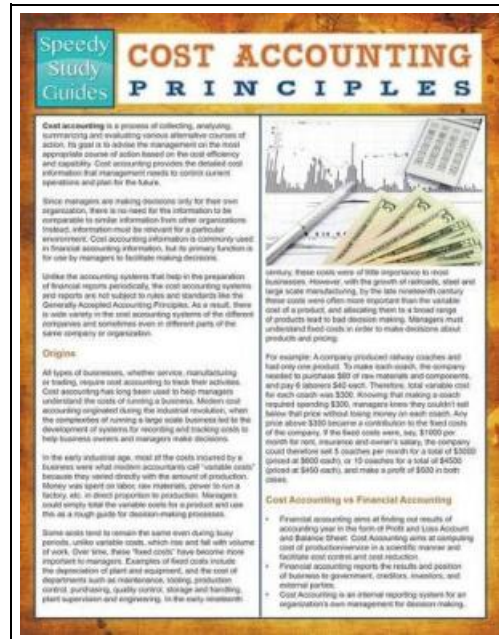 Speedy
Study
Guides
COST ACCOUNTING
PRINCIPLES
Cost accounting is a process of collecting, analyzing,
summarizing and evaluating various alternative courses of
action. Its goal is to advise the management on the most
appropriate course of action based on the cost efficiency
and capability. Cost accounting provides the detailed cost
information that management needs to control current
operations and plan for the future.
Since managers are making decisions only for their own
organization, there is no need for the information to be
comparable to similar information from other organizations.
Instead, information must be relevant for a particular
environment. Cost accounting information is commonly used
in financial accounting information, but its primary function is
for use by managers to facilitate making decisions.
Unlike the accounting systems that help in the preparation
of financial reports periodically, the cost accounting systems
and reports are not subject to rules and standards like the
Generally Accepted Accounting Principles. As a result, there
is wide variety in the cost accounting systems of the different
companies and sometimes even in different parts of the
same company or organization.
Origins
All types of businesses, whether service, manufacturing
or trading, require cost accounting to track their activities.
Cost accounting has long been used to help managers
understand the costs of running a business. Modern cost
accounting originated during the industrial revolution, when
the complexities of running a large scale business led to the
development of systems for recording and tracking costs to
help business owners and managers make decisions.
In the early industrial age, most of the costs incurred by a
business were what modern accountants call "variable costs"
because they varied directly with the amount of production.
Money was spent on labor, raw materials, power to run a
factory, etc. in direct proportion to production. Managers
could simply total the variable costs for a product and use
this as a rough guide for decision-making processes.
Some costs tend to remain the same even during busy
periods, unlike variable costs, which rise and fall with volume
of work. Over time, these "fixed costs" have become more
important to managers. Examples of fixed costs include
the depreciation of plant and equipment, and the cost of
departments such as maintenance, tooling, production
control, purchasing, quality control, storage and handling,
plant supervision and engineering. In the early nineteenth
century, these costs were of little importance to most
businesses. However, with the growth of railroads, steel and
large scale manufacturing, by the late nineteenth century
these costs were often more important than the variable
cost of a product, and allocating them to a broad range
of products lead to bad decision making. Managers must
understand fixed costs in order to make decisions about
products and pricing.
For example: A company produced railway coaches and
had only one product. To make each coach, the company
needed to purchase $60 of raw materials and components,
and pay 6 laborers $40 each. Therefore, total variable cost
for each coach was $300. Knowing that making a coach
required spending $300, managers knew they couldn't sell
below that price without losing money on each coach. Any
price above $300 became a contribution to the fixed costs
of the company. If the fixed costs were, say, $1000 per
month for rent, insurance and owner's salary, the company
could therefore sell 5 coaches per month for a total of $3000
(priced at $600 each), or 10 coaches for a total of $4500
(priced at $450 each), and make a profit of $500 in both
cases.
Cost Accounting vs Financial Accounting
• Financial accounting aims at finding out results of
accounting year in the form of Profit and Loss Account
and Balance Sheet. Cost Accounting aims at computing
cost of production/service in a scientific manner and
facilitate cost control and cost reduction.
• Financial accounting reports the results and position
of business to government, creditors, investors, and
external parties.
• Cost Accounting is an internal reporting system for an
organization's own management for decision making.